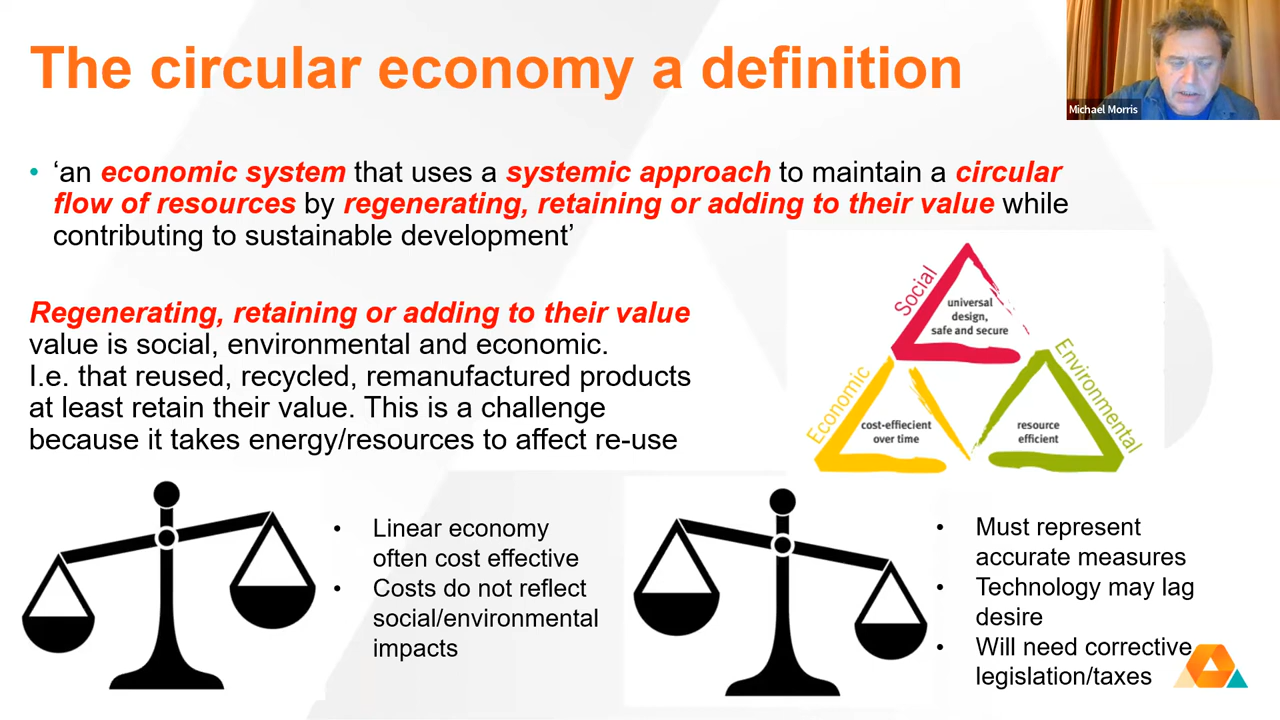 The circular economy a definition
Michael Morris
• ‘an economic system that uses a systemic approach to maintain a circular
flow of resources by regenerating, retaining or adding to their value while
contributing to sustainable development’
Regenerating, retaining or adding to their value
value is social, environmental and economic.
I.e. that reused, recycled, remanufactured products
at least retain their value. This is a challenge
because it takes energy/resources to affect re-use
Social
universal
design,
safe and secure
Economic
cost-effiecient
over time
Environmental
resource
efficient
• Linear economy
often cost effective
• Costs do not reflect
social/environmental
impacts
• Must represent
accurate measures
• Technology may lag
desire
• Will need corrective
legislation/taxes